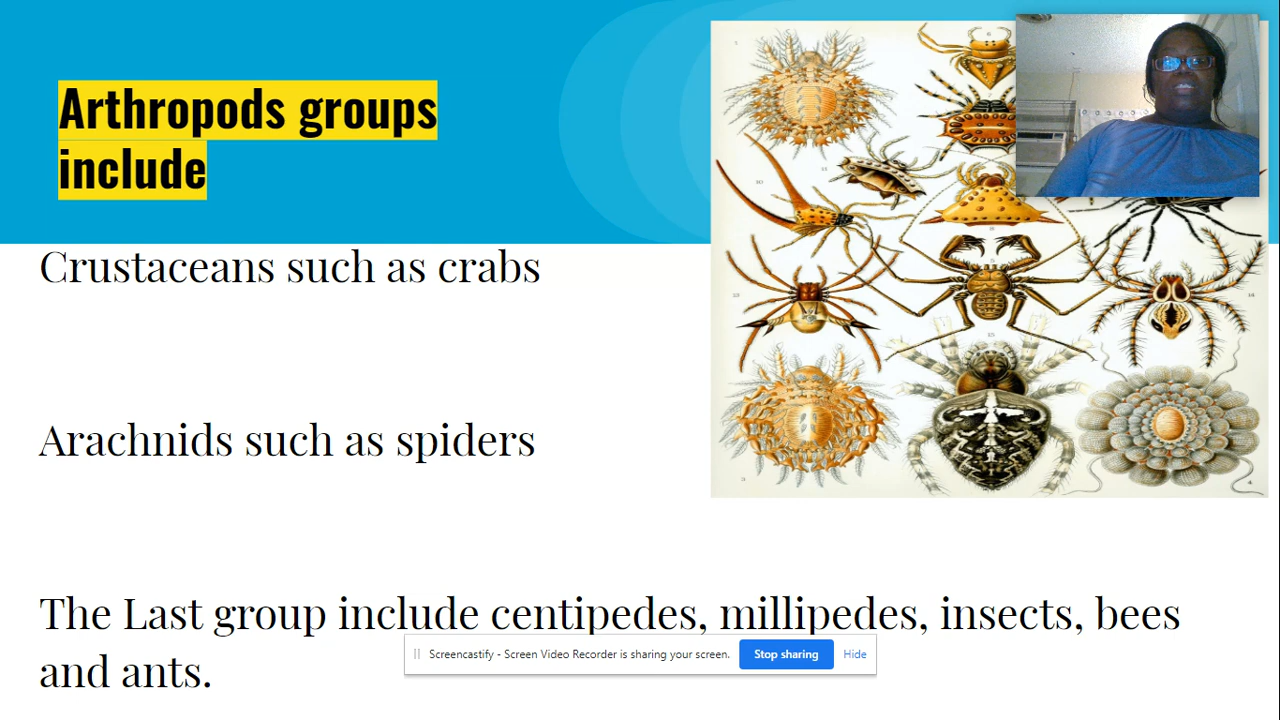 Arthropods groups
include
Crustaceans such as crabs
Arachnids such as spiders
The Last group include centipedes, millipedes, insects, bees
and ants.
Screencastify - Screen Video Recorder is sharing your screen.
Stop sharing
Hide